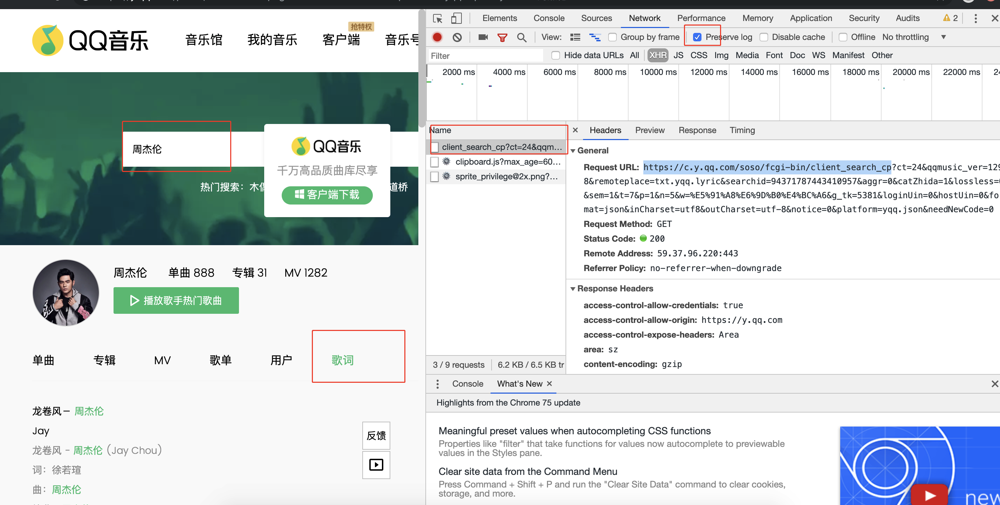 抢特权
QQ音乐 音乐馆 我的音乐 客户端 音乐号
周杰伦
QQ音乐
千万高品质曲库尽享
客户端下载
热门搜索: 木偶 道桥
周杰伦 单曲 888 专辑 31 MV 1282
播放歌手热门歌曲
单曲 专辑 MV 歌单 用户 歌词
龙卷风— 周杰伦
Jay
龙卷风 - 周杰伦 (Jay Chou)
词: 徐若瑄
曲: 周杰伦
反馈
Elements Console Sources Network Performance Memory Application Security Audits 2
View: Group by frame Preserve log Disable cache Offline No throttling
Filter Hide data URLs All XHR JS CSS Img Media Font Doc WS Manifest Other
2000 ms 4000 ms 6000 ms 8000 ms 10000 ms 12000 ms 14000 ms 16000 ms 18000 ms 20000 ms 22000 ms 24
Name
client_search_cp?ct=24&qqm...
clipboard.js?max_age=60...
sprite_privilege@2x.png?...
3 / 9 requests 6.2 KB / 6.5 KB tr
Headers Preview Response Timing
General
Request URL: https://c.y.qq.com/soso/fcgi-bin/client_search_cp?ct=24&qqmusic_ver=129
8&remoteplace=txt.yqq.lyric&searchid=94371787443410957&aggr=0&catZhida=1&lossless=0
&sem=1&t=7&p=1&n=5&w=%E5%91%A8%E6%9D%B0%E4%BC%A6&g_tk=5381&loginUin=0&hostUin=0&fo
mat=json&inCharset=utf8&outCharset=utf-8&notice=0&platform=yqq.json&needNewCode=0
Request Method: GET
Status Code: 200
Remote Address: 59.37.96.220:443
Referrer Policy: no-referrer-when-downgrade
Response Headers
access-control-allow-credentials: true
access-control-allow-origin: https://y.qq.com
access-control-expose-headers: Area
area: sz
content-encoding: gzip
Console What's New
Highlights from the Chrome 75 update
Meaningful preset values when autocompleting CSS functions
Properties like "filter" that take functions for values now autocomplete to previewable
values in the Styles pane.
Clear site data from the Command Menu
Press Command + Shift + P and run the "Clear Site Data" command to clear cookies,
storage, and more.
new